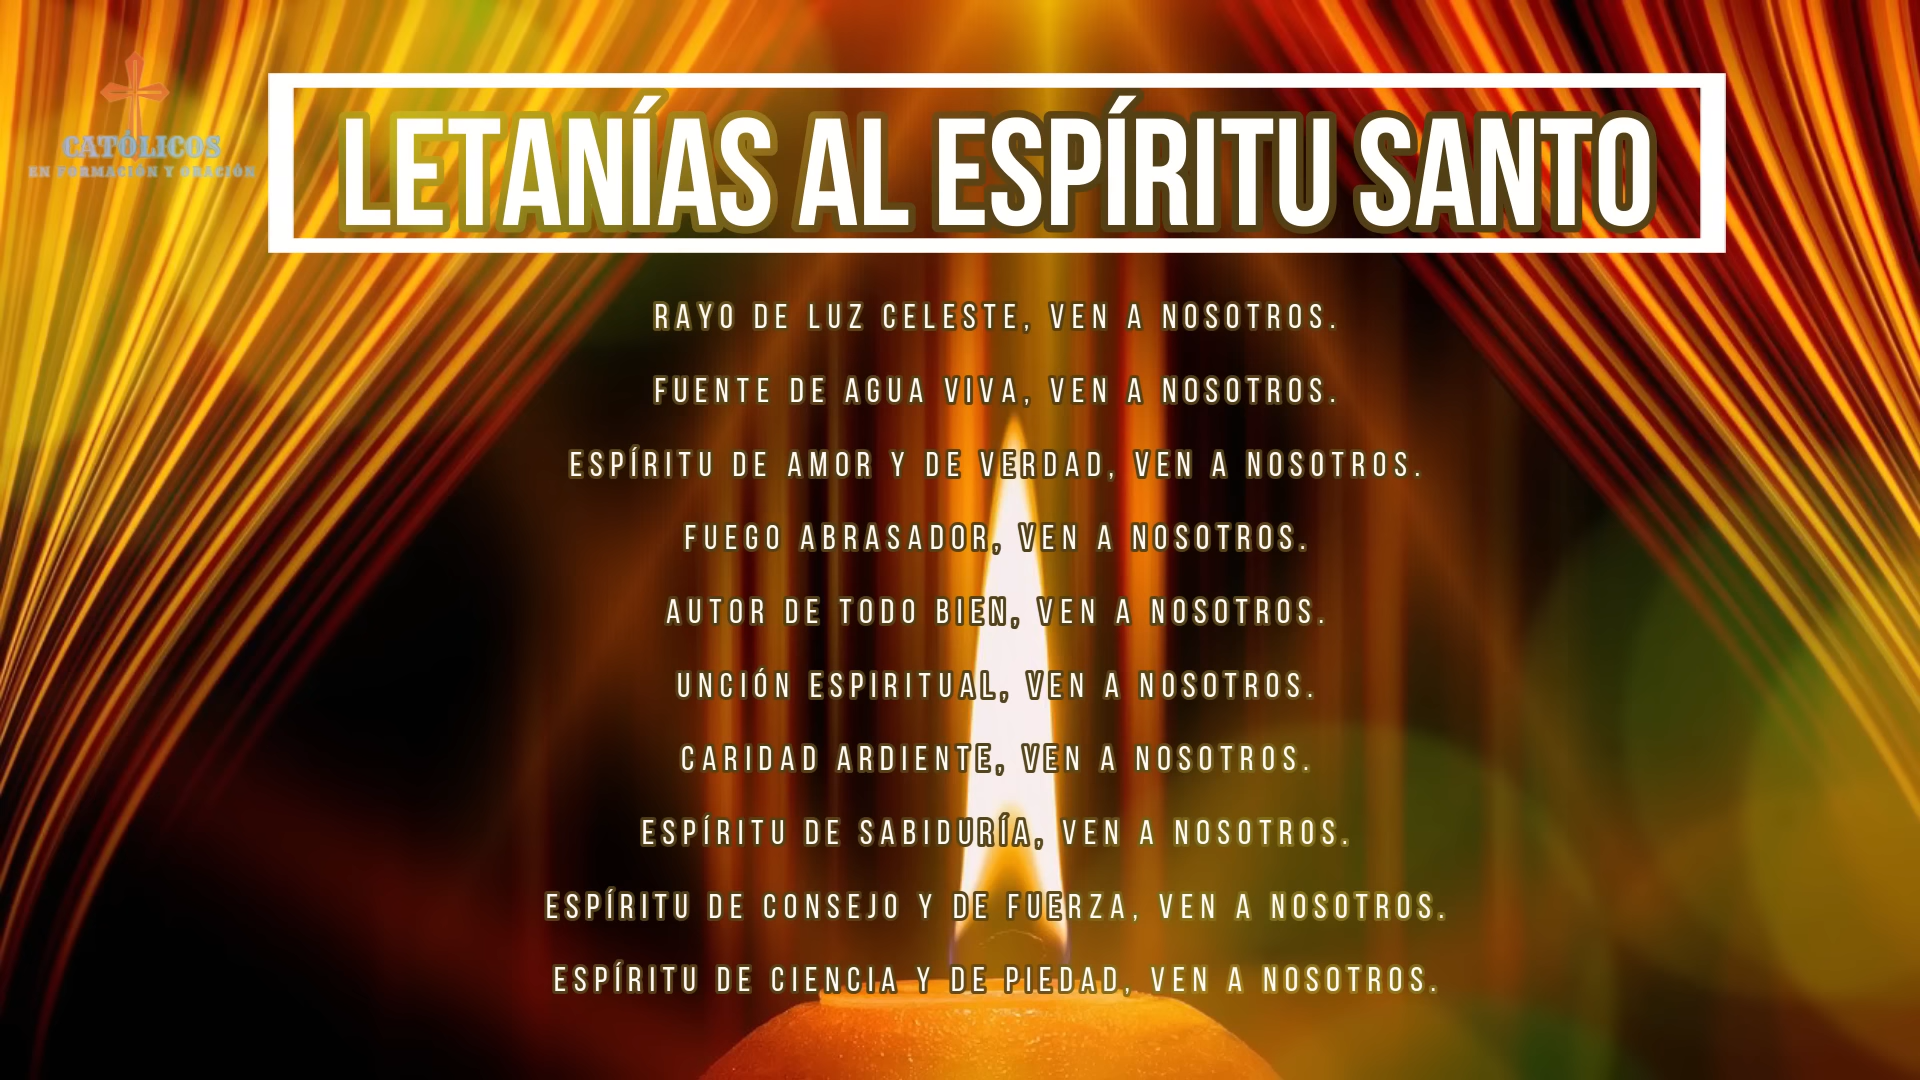 CATÓLICOS
EN FORMACIÓN Y ORACIÓN
LETANÍAS AL ESPÍRITU SANTO
RAYO DE LUZ CELESTE, VEN A NOSOTROS.
FUENTE DE AGUA VIVA, VEN A NOSOTROS.
ESPÍRITU DE AMOR Y DE VERDAD, VEN A NOSOTROS.
FUEGO ABRASADOR, VEN A NOSOTROS.
AUTOR DE TODO BIEN, VEN A NOSOTROS.
UNCIÓN ESPIRITUAL, VEN A NOSOTROS.
CARIDAD ARDIENTE, VEN A NOSOTROS.
ESPÍRITU DE SABIDURÍA, VEN A NOSOTROS.
ESPÍRITU DE CONSEJO Y DE FUERZA, VEN A NOSOTROS.
ESPÍRITU DE CIENCIA Y DE PIEDAD, VEN A NOSOTROS.